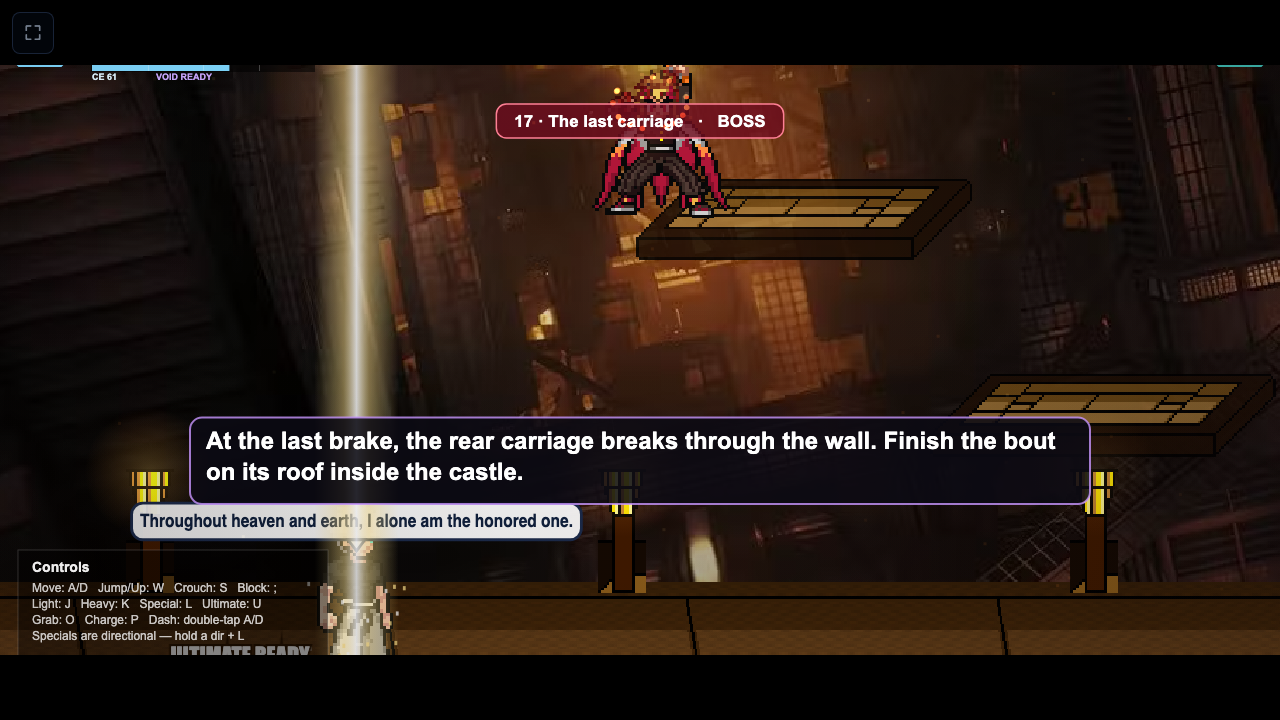 CE 61 VOID READY
17 · The last carriage · BOSS
At the last brake, the rear carriage breaks through the wall. Finish the bout
on its roof inside the castle.
Throughout heaven and earth, I alone am the honored one.
Controls
Move: A/D Jump/Up: W Crouch: S Block: ;
Light: J Heavy: K Special: L Ultimate: U
Grab: O Charge: P Dash: double-tap A/D
Specials are directional — hold a dir + L
ULTIMATE READY